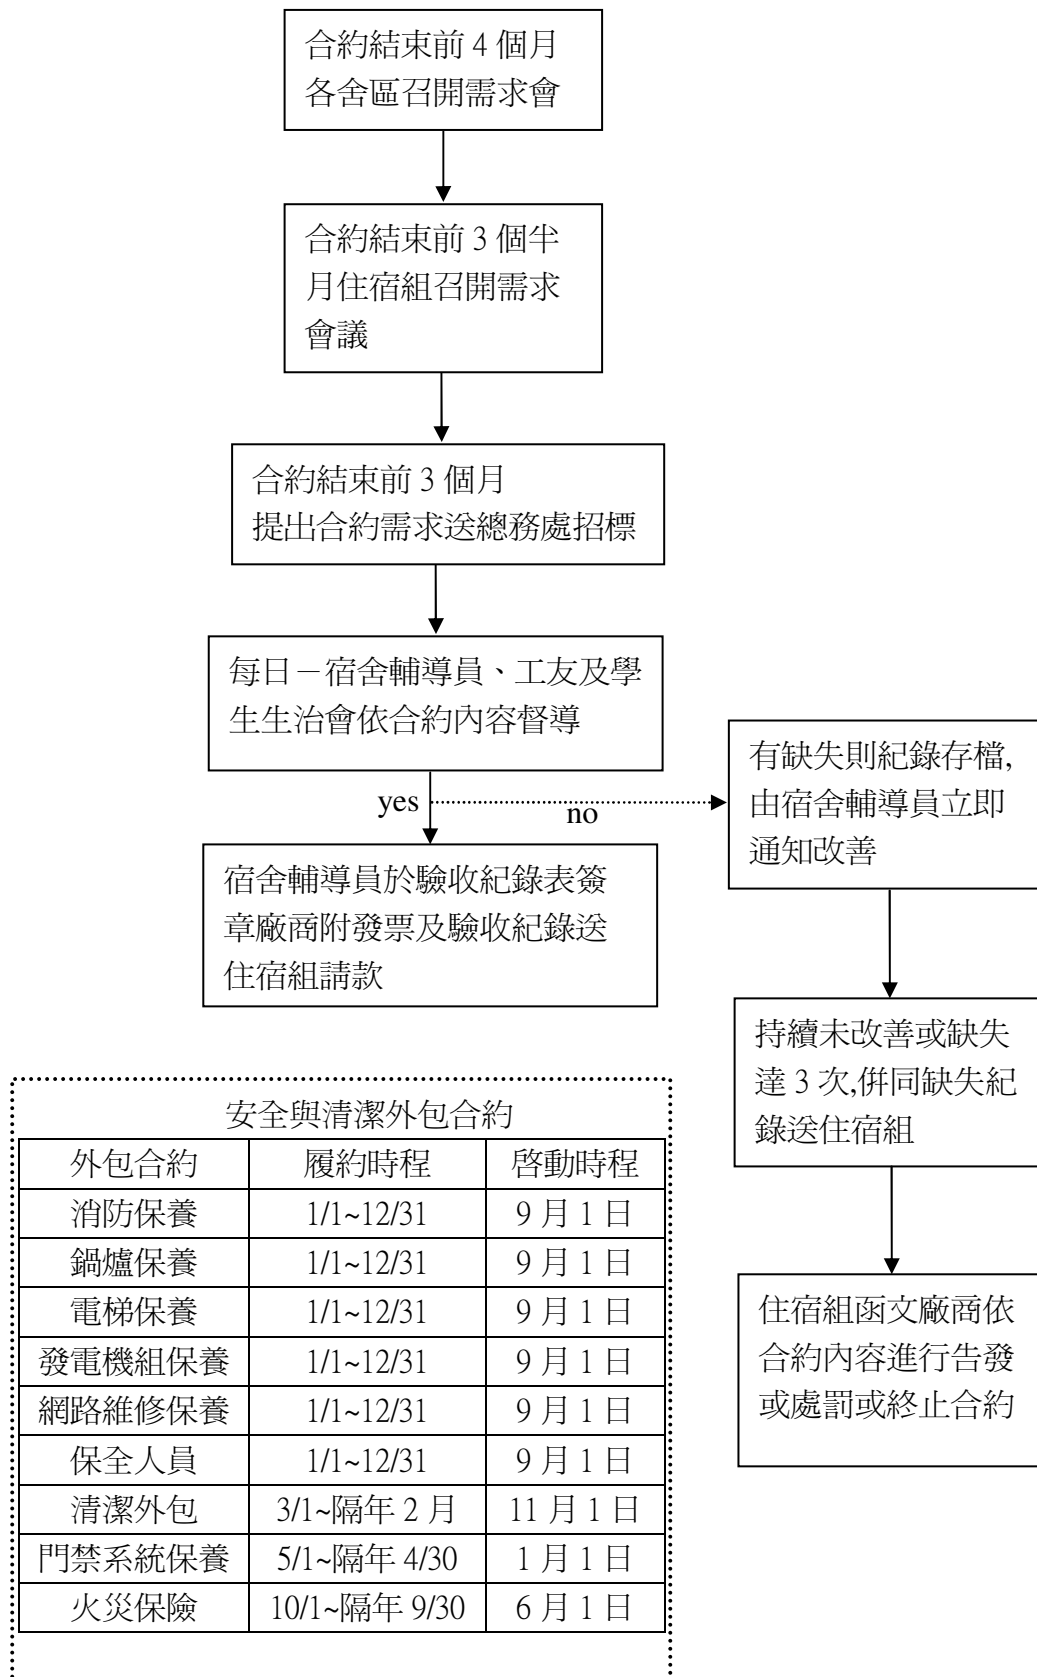 合約結束前 4 個月
各舍區召開需求會
合約結束前 3 個半
月住宿組召開需求
會議
合約結束前 3 個月
提出合約需求送總務處招標
每日－宿舍輔導員、工友及學
生生治會依合約內容督導
yes
no
有缺失則紀錄存檔,
由宿舍輔導員立即
通知改善
宿舍輔導員於驗收紀錄表簽
章廠商附發票及驗收紀錄送
住宿組請款
持續未改善或缺失
達 3 次,併同缺失紀
錄送住宿組
住宿組函文廠商依
合約內容進行告發
或處罰或終止合約
安全與清潔外包合約
外包合約 履約時程 啓動時程
消防保養 1/1~12/31 9 月 1 日
鍋爐保養 1/1~12/31 9 月 1 日
電梯保養 1/1~12/31 9 月 1 日
發電機組保養 1/1~12/31 9 月 1 日
網路維修保養 1/1~12/31 9 月 1 日
保全人員 1/1~12/31 9 月 1 日
清潔外包 3/1~隔年 2 月 11 月 1 日
門禁系統保養 5/1~隔年 4/30 1 月 1 日
火災保險 10/1~隔年 9/30 6 月 1 日